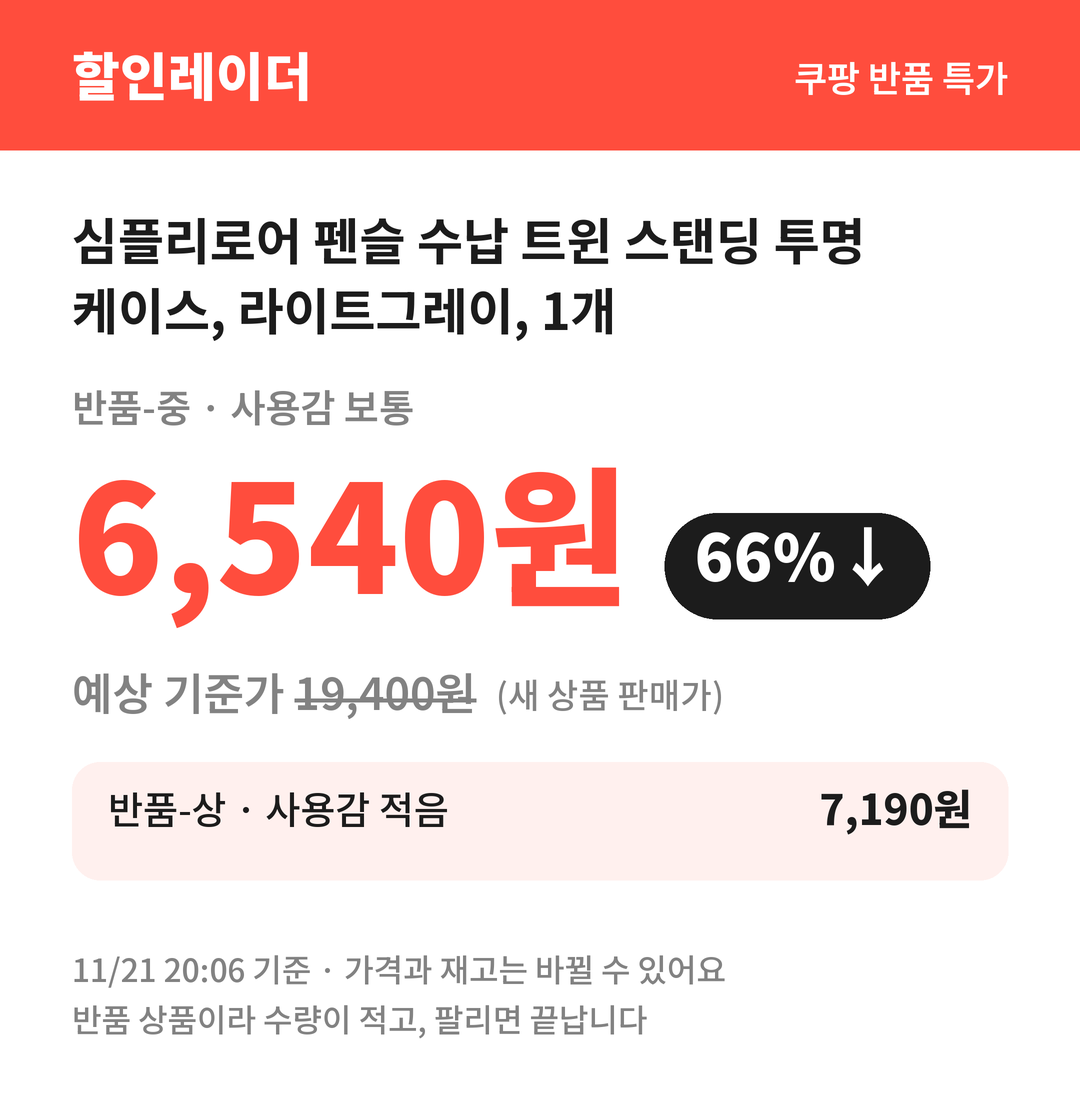 할인레이더
쿠팡 반품 특가
심플리로어 펜슬 수납 트윈 스탠딩 투명
케이스, 라이트그레이, 1개
반품-중 · 사용감 보통
6,540원 66%↓
예상 기준가 19,400원 (새 상품 판매가)
반품-상 · 사용감 적음 7,190원
11/21 20:06 기준 · 가격과 재고는 바뀔 수 있어요
반품 상품이라 수량이 적고, 팔리면 끝납니다